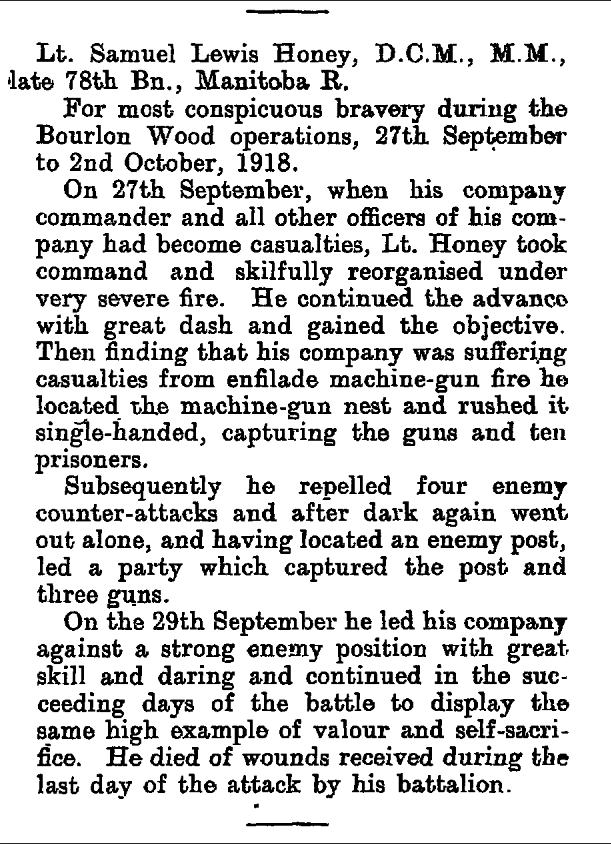 Lt. Samuel Lewis Honey, D.C.M., M.M.,
late 78th Bn., Manitoba R.
For most conspicuous bravery during the
Bourlon Wood operations, 27th September
to 2nd October, 1918.
On 27th September, when his company
commander and all other officers of his com-
pany had become casualties, Lt. Honey took
command and skilfully reorganised under
very severe fire. He continued the advance
with great dash and gained the objective.
Then finding that his company was suffering
casualties from enfilade machine-gun fire he
located the machine-gun nest and rushed it
single-handed, capturing the guns and ten
prisoners.
Subsequently he repelled four enemy
counter-attacks and after dark again went
out alone, and having located an enemy post,
led a party which captured the post and
three guns.
On the 29th September he led his company
against a strong enemy position with great
skill and daring and continued in the suc-
ceeding days of the battle to display the
same high example of valour and self-sacri-
fice. He died of wounds received during the
last day of the attack by his battalion.